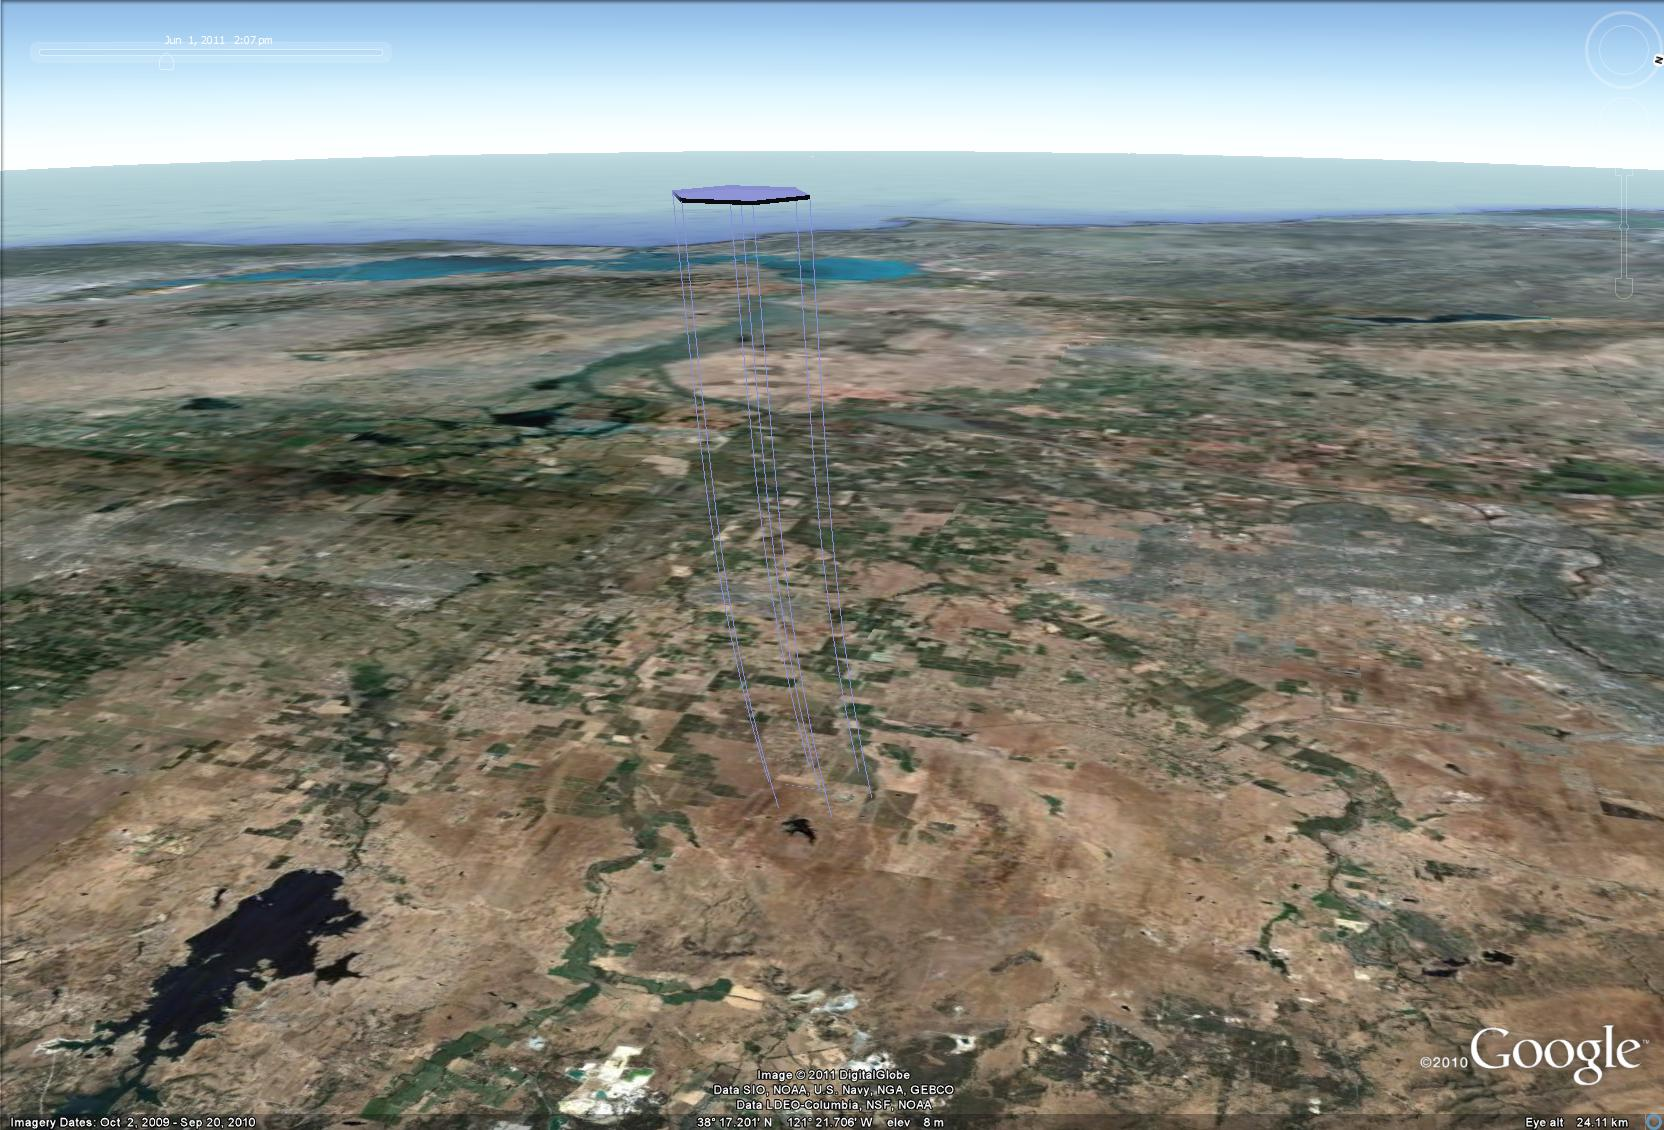 Jun 1, 2011 2:07 pm
N
©2010 Google™
Image © 2011 DigitalGlobe
Data SIO, NOAA, U.S. Navy, NGA, GEBCO
Data LDEO-Columbia, NSF, NOAA
Imagery Dates: Oct 2, 2009 - Sep 20, 2010
38°17.201' N 121°21.706' W elev 8 m
Eye alt 24.11 km